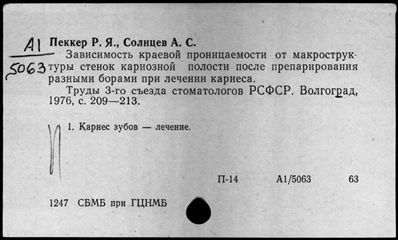 А1
5063
Пеккер Р. Я., Солнцев А. С.
Зависимость краевой проницаемости от макрострук-
туры стенок кариозной полости после препарирования
разными борами при лечении кариеса.
Труды 3-го съезда стоматологов РСФСР. Волгоград,
1976, с. 209—213.
1. Кариес зубов — лечение.
П-14 А1/5063 63
1247 СБМБ при ГЦНМБ